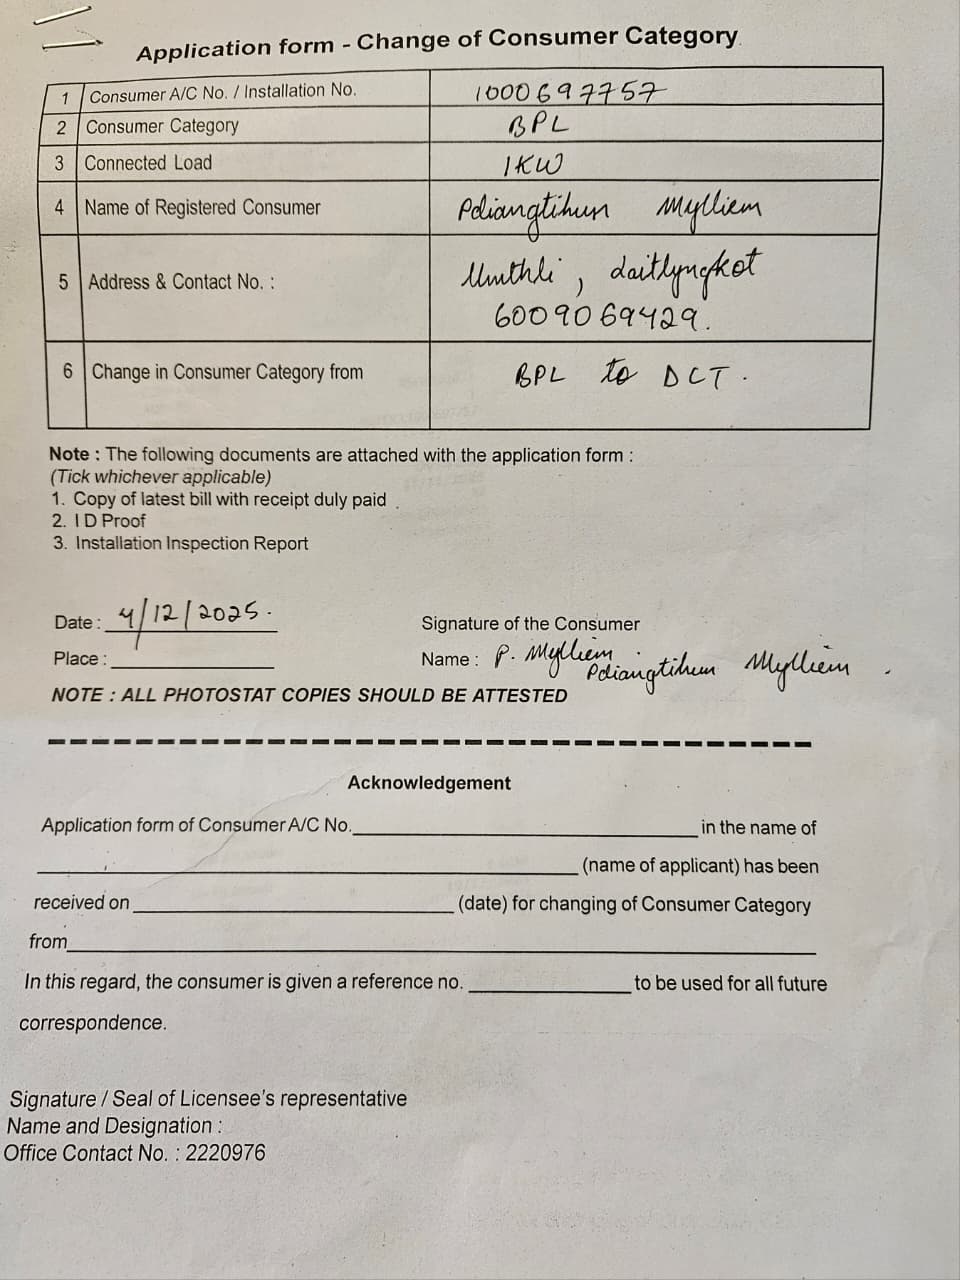 Application form - Change of Consumer Category
1 Consumer A/C No. / Installation No. 1000697757
2 Consumer Category BPL
3 Connected Load 1KW
4 Name of Registered Consumer Pdiangtihun Mylliem
5 Address & Contact No. : Umthli, Laitlyngkot
6009069429.
6 Change in Consumer Category from BPL to DCT.
Note : The following documents are attached with the application form :
(Tick whichever applicable)
1. Copy of latest bill with receipt duly paid .
2. I D Proof
3. Installation Inspection Report
Date : 4/12/2025.
Signature of the Consumer
Place :
Name : P. Mylliem
Pdiangtihun Mylliem .
NOTE : ALL PHOTOSTAT COPIES SHOULD BE ATTESTED
Acknowledgement
Application form of Consumer A/C No. in the name of
(name of applicant) has been
received on (date) for changing of Consumer Category
from
In this regard, the consumer is given a reference no. to be used for all future
correspondence.
Signature / Seal of Licensee's representative
Name and Designation :
Office Contact No. : 2220976